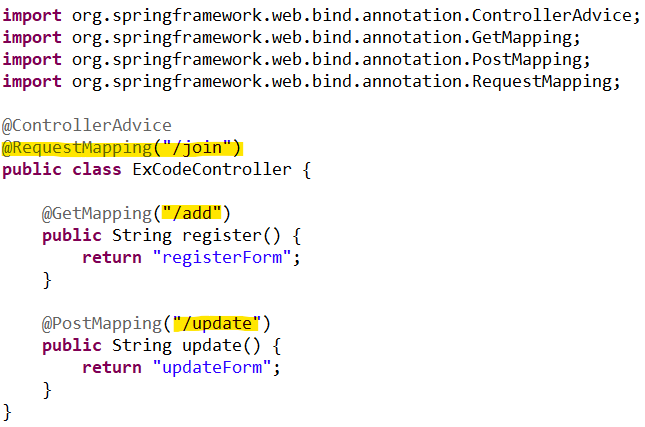 import org.springframework.web.bind.annotation.ControllerAdvice;
import org.springframework.web.bind.annotation.GetMapping;
import org.springframework.web.bind.annotation.PostMapping;
import org.springframework.web.bind.annotation.RequestMapping;

@ControllerAdvice
@RequestMapping("/join")
public class ExCodeController {

    @GetMapping("/add")
    public String register() {
        return "registerForm";
    }

    @PostMapping("/update")
    public String update() {
        return "updateForm";
    }
}